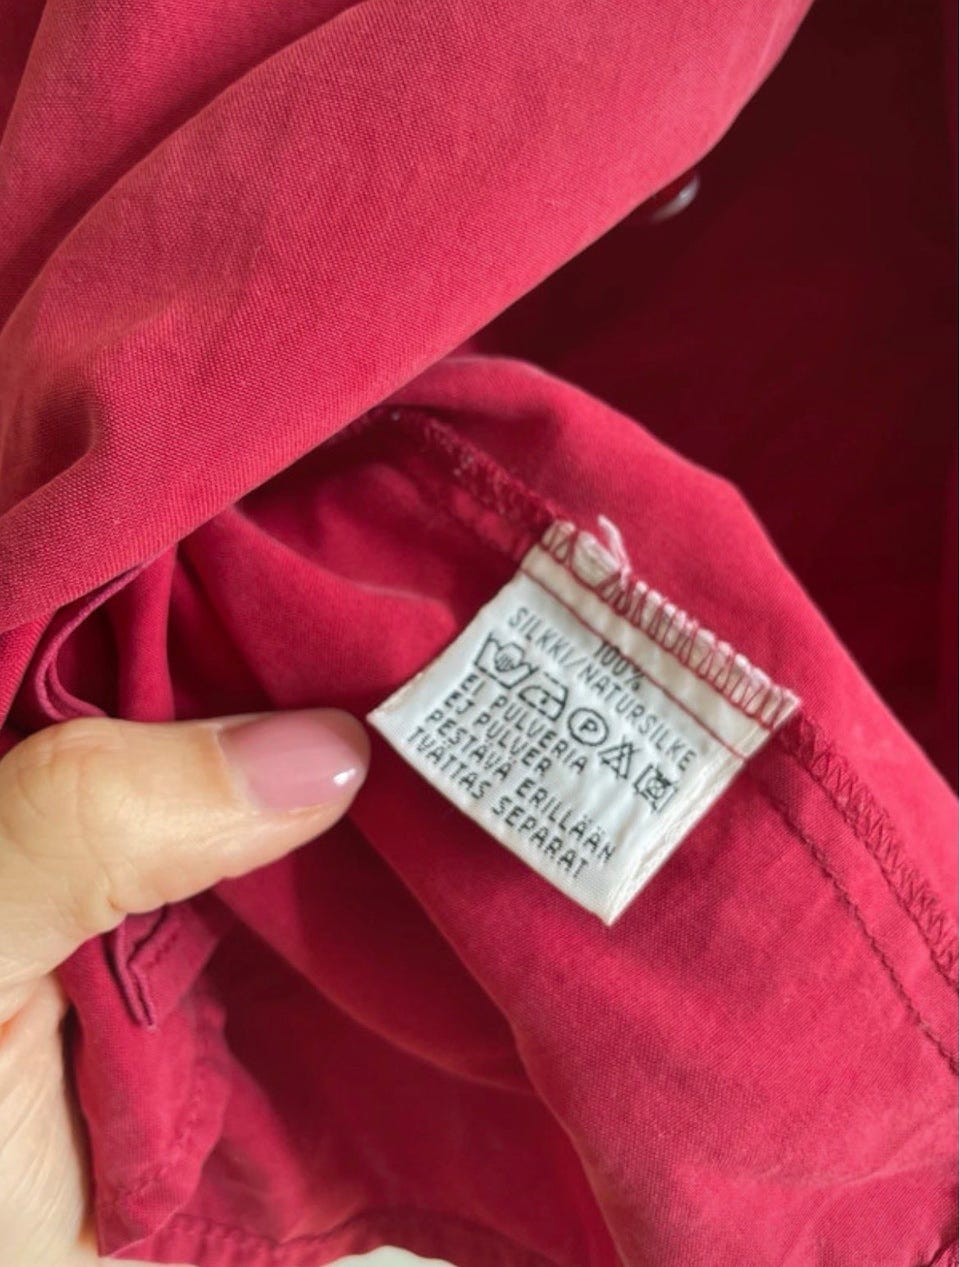 100%
SILKKI/NATURSILKE
P
EI PULVERIA
EJ PULVER
PESTÄVÄ ERILLÄÄN
TVÄTTAS SEPARAT